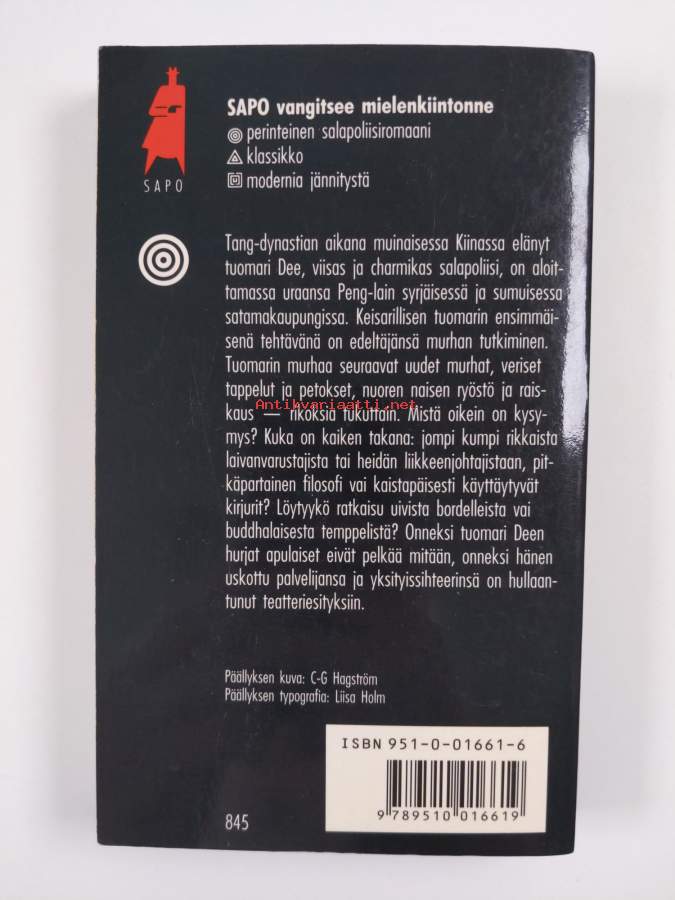 SAPO vangitsee mielenkiintonne
perinteinen salapoliisiromaani
klassikko
modernia jännitystä
SAPO
Tang-dynastian aikana muinaisessa Kiinassa elänyt
tuomari Dee, viisas ja charmikas salapoliisi, on aloit-
tamassa uraansa Peng-lain syrjäisessä ja sumuisessa
satamakaupungissa. Keisarillisen tuomarin ensimmäi-
senä tehtävänä on edeltäjänsä murhan tutkiminen.
Tuomarin murhaa seuraavat uudet murhat, veriset
tappelut ja petokset, nuoren naisen ryöstö ja rais-
kaus — rikoksia tukuttain. Mistä oikein on kysy-
mys? Kuka on kaiken takana: jompi kumpi rikkaista
laivanvarustajista tai heidän liikkeenjohtajistaan, pit-
käpartainen filosofi vai kaistapäisesti käyttäytyvät
kirjurit? Löytyykö ratkaisu uivista bordelleista vai
buddhalaisesta temppelistä? Onneksi tuomari Deen
hurjat apulaiset eivät pelkää mitään, onneksi hänen
uskottu palvelijansa ja yksityissihteerinsä on hullaan-
tunut teatteriesityksiin.
Antikvariaatti.net
Päällyksen kuva: C-G Hagström
Päällyksen typografia: Liisa Holm
ISBN 951-0-01661-6
9 789510 016619
845